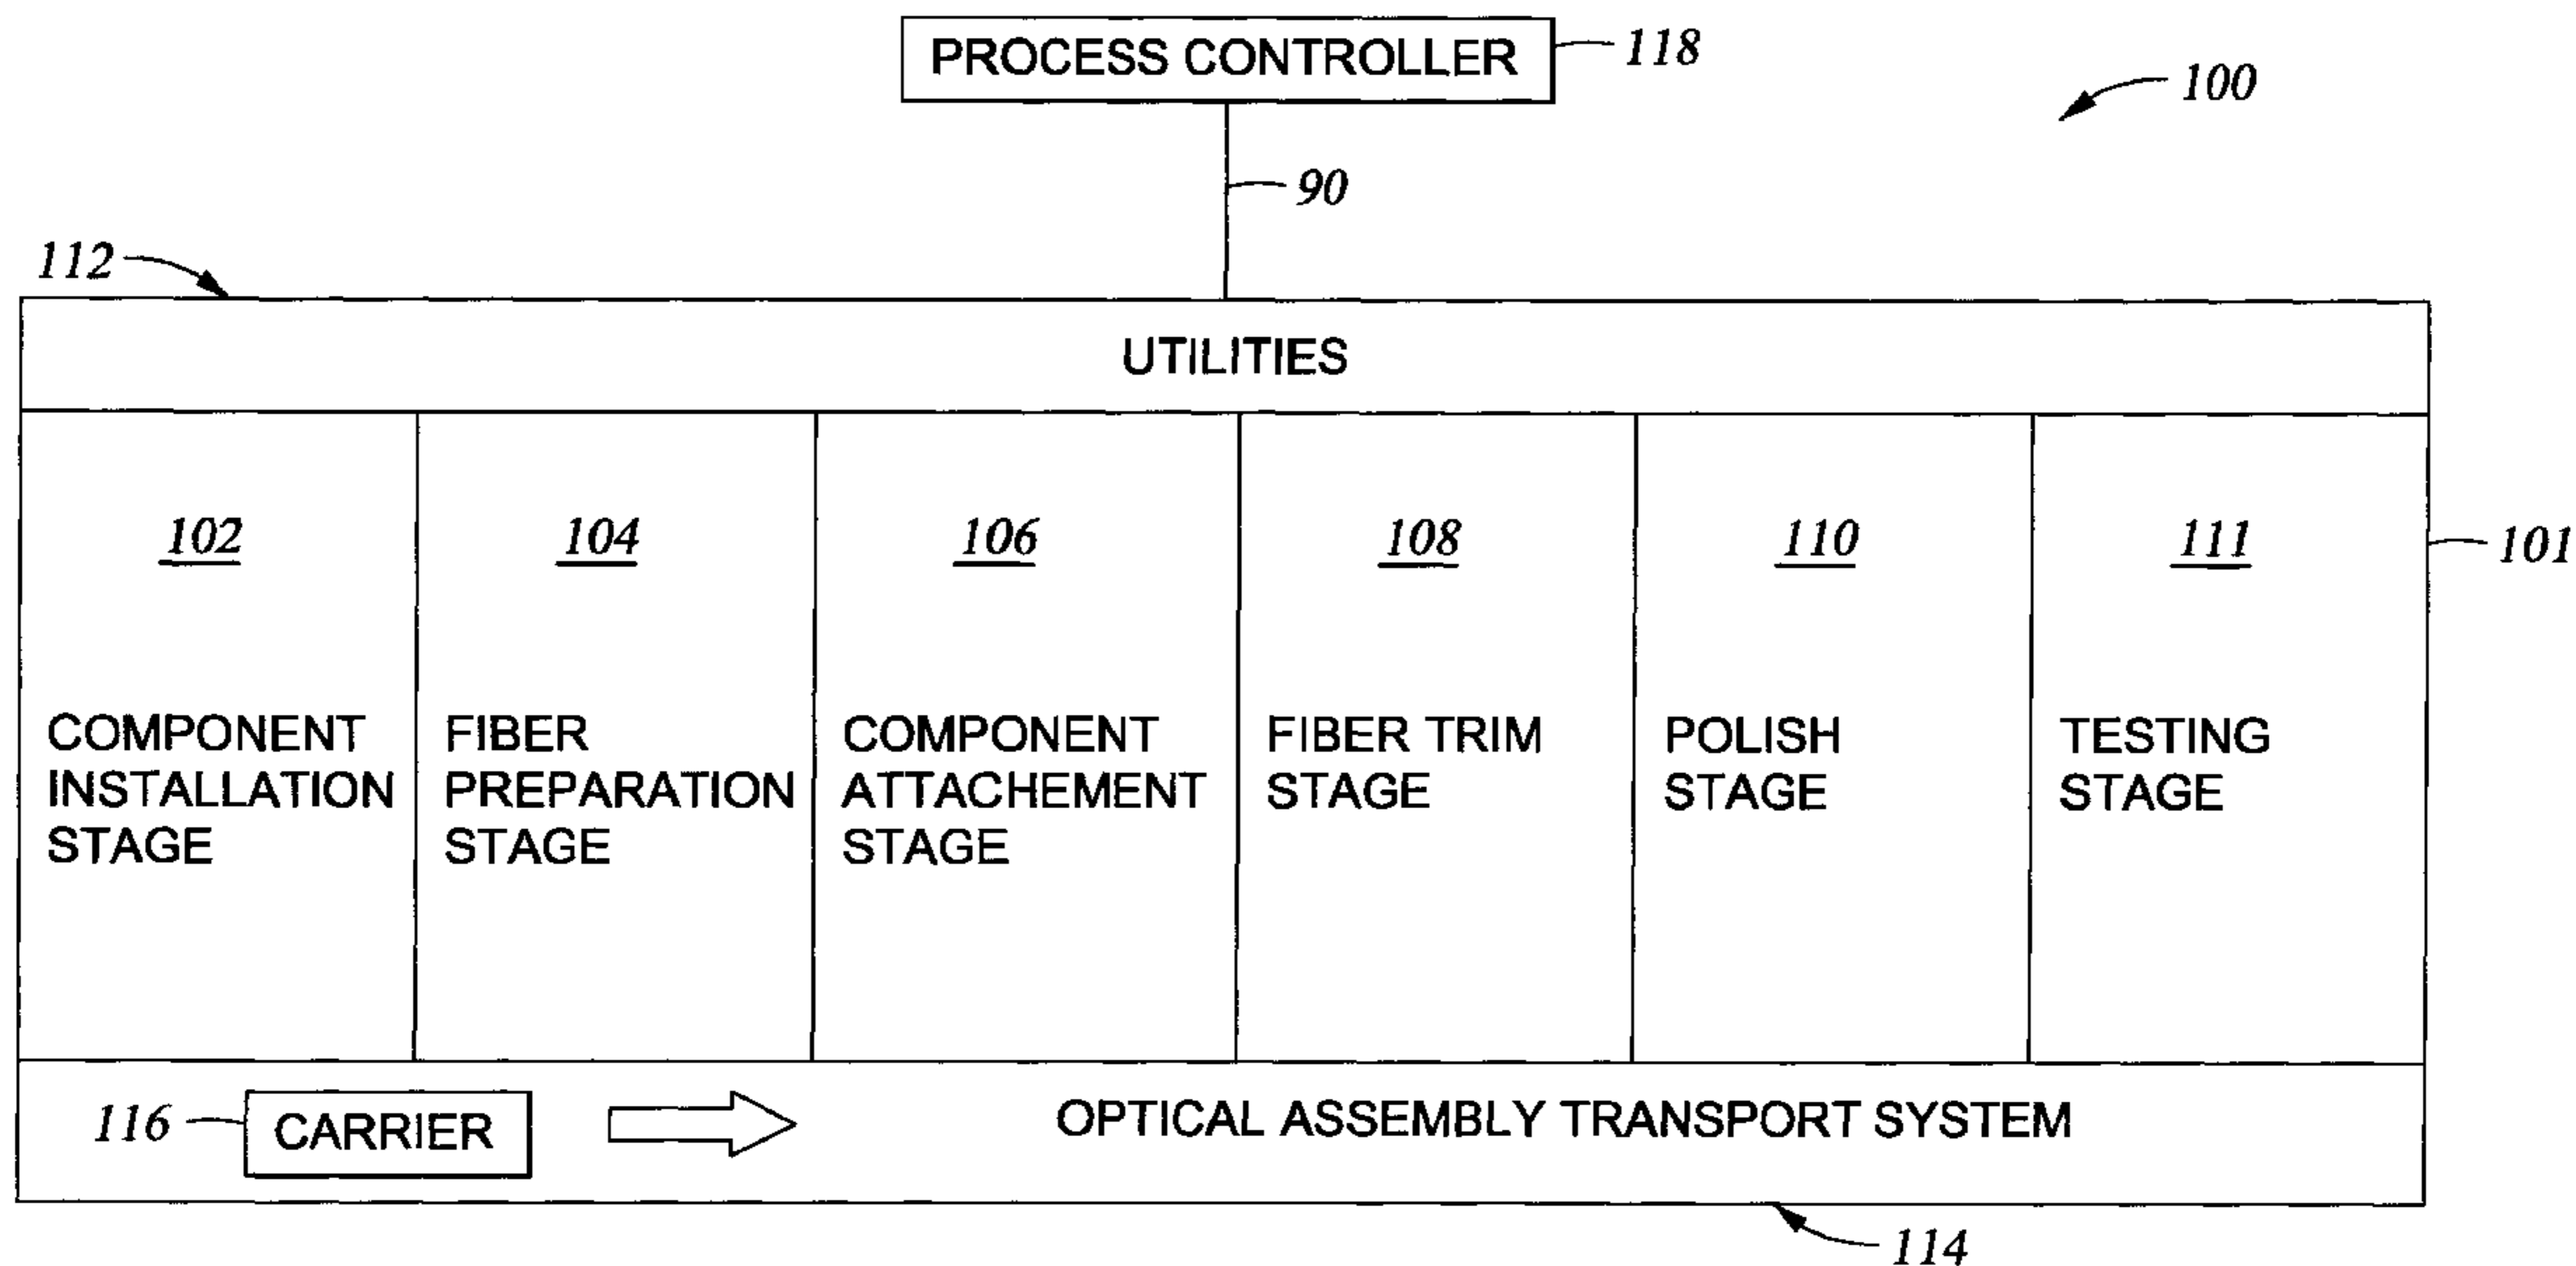 PROCESS CONTROLLER
118
100
90
112
UTILITIES
102
104
106
108
110
111
101
COMPONENT
INSTALLATION
STAGE
FIBER
PREPARATION
STAGE
COMPONENT
ATTACHEMENT
STAGE
FIBER TRIM
STAGE
POLISH
STAGE
TESTING
STAGE
116
CARRIER
OPTICAL ASSEMBLY TRANSPORT SYSTEM
114